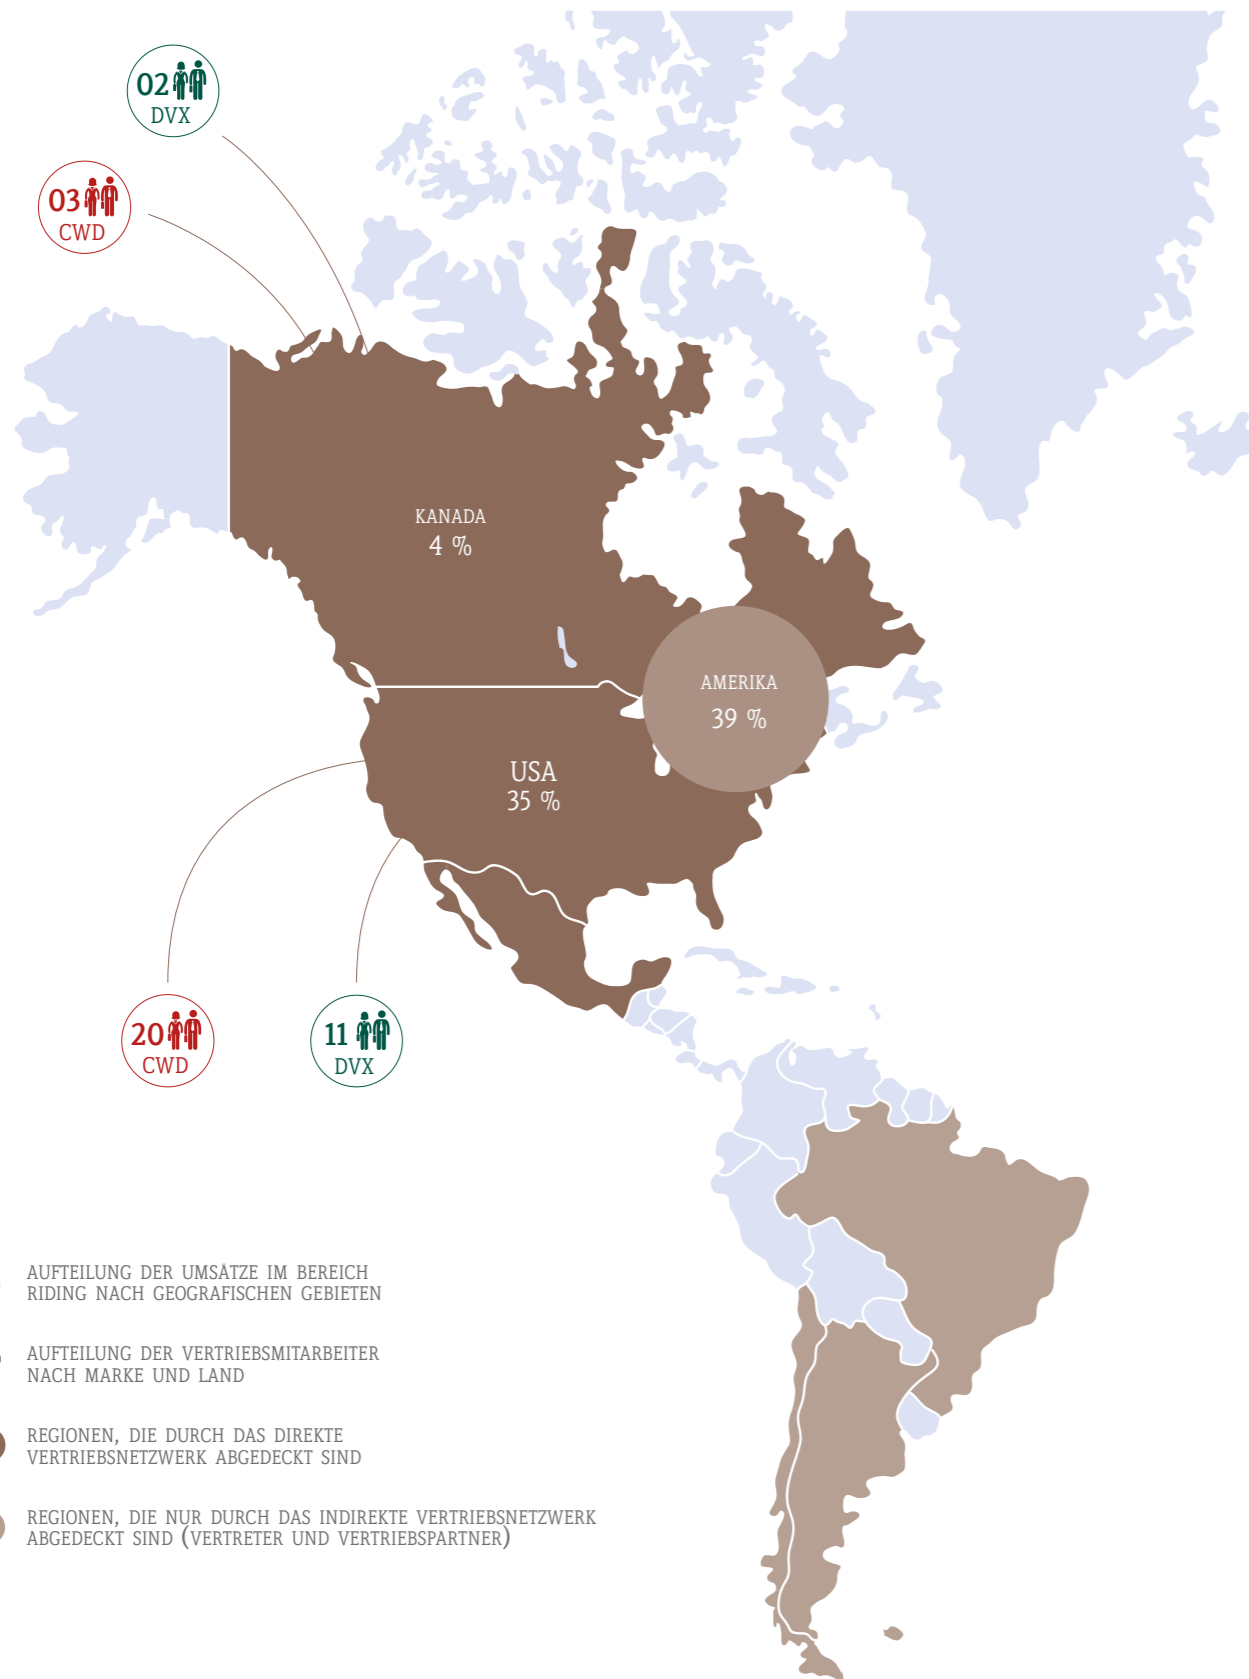 02
DVX
03
CWD
KANADA
4 %
AMERIKA
39 %
USA
35 %
20
CWD
11
DVX
AUFTEILUNG DER UMSÄTZE IM BEREICH
RIDING NACH GEOGRAFISCHEN GEBIETEN
AUFTEILUNG DER VERTRIEBSMITARBEITER
NACH MARKE UND LAND
REGIONEN, DIE DURCH DAS DIREKTE
VERTRIEBSNETZWERK ABGEDECKT SIND
REGIONEN, DIE NUR DURCH DAS INDIREKTE VERTRIEBSNETZWERK
ABGEDECKT SIND (VERTRETER UND VERTRIEBSPARTNER)